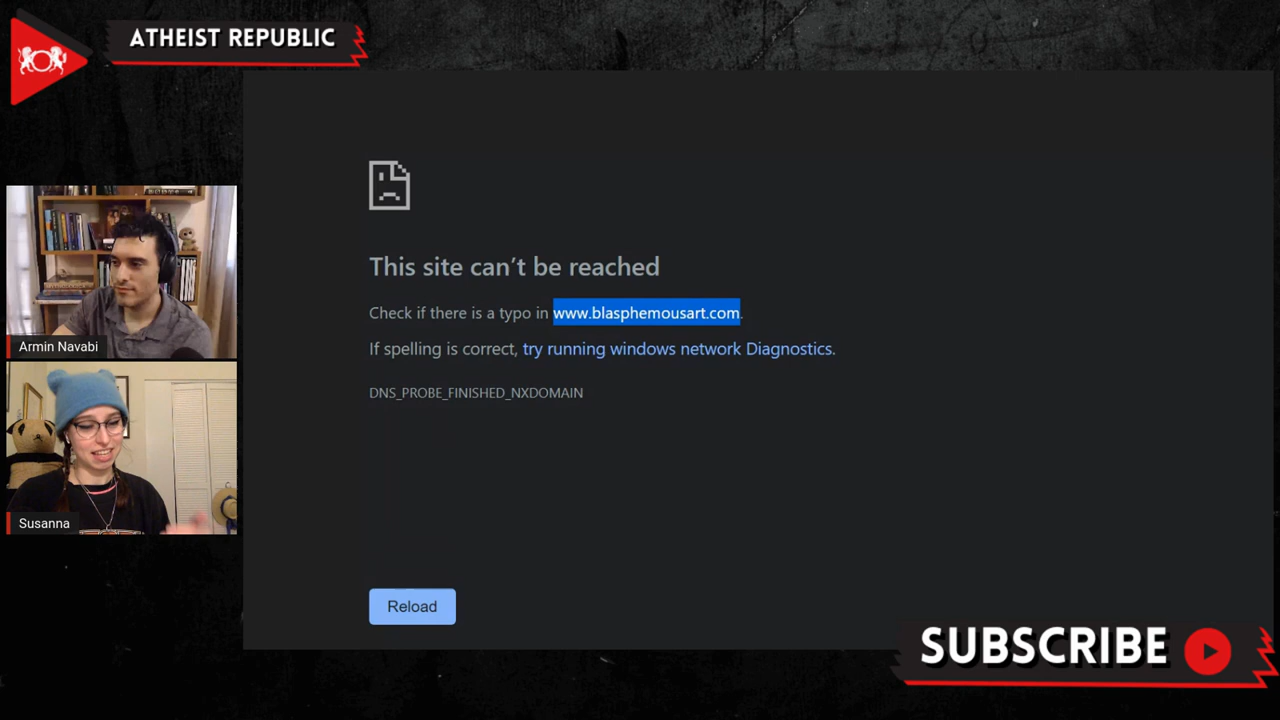 ATHEIST REPUBLIC
This site can't be reached
Check if there is a typo in www.blasphemousart.com.
If spelling is correct, try running windows network Diagnostics.
DNS_PROBE_FINISHED_NXDOMAIN
Reload
Armin Navabi
Susanna
SUBSCRIBE